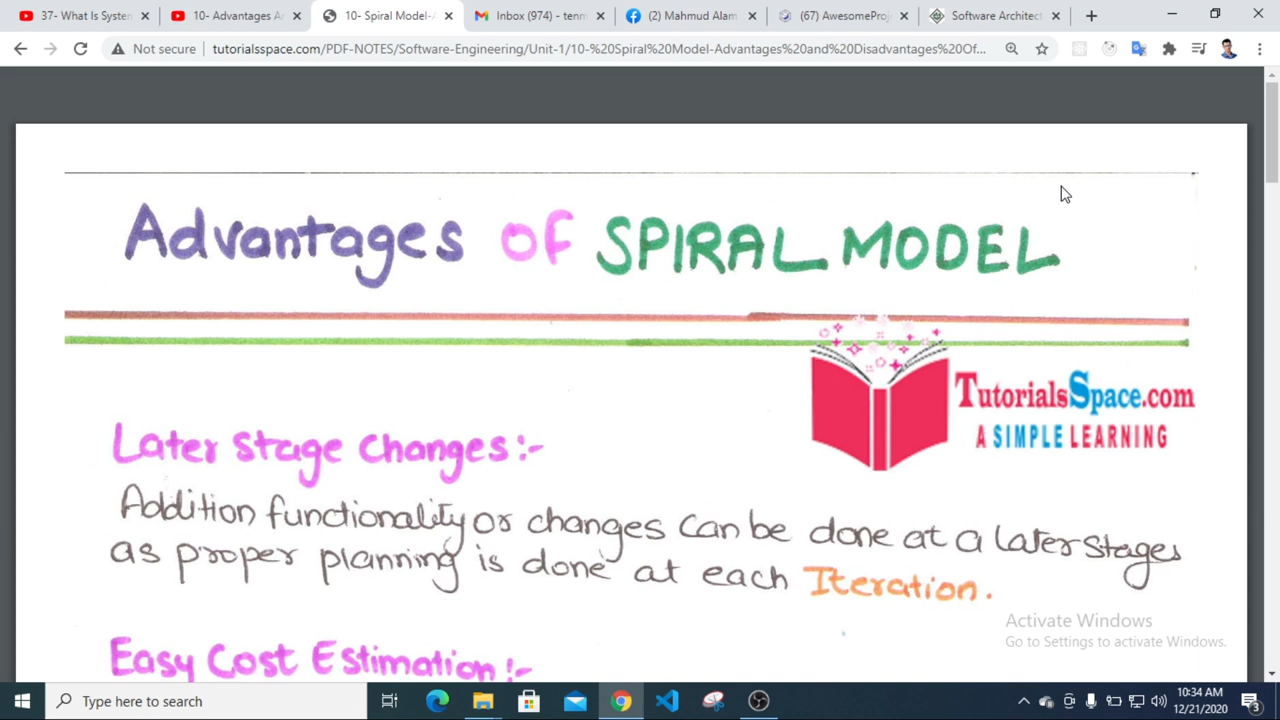 37- What Is System
10- Advantages An
10- Spiral Model-A
Inbox (974) - tenm
(2) Mahmud Alam
(67) AwesomeProj
Software Architect
Not secure
tutorialsspace.com/PDF-NOTES/Software-Engineering/Unit-1/10-%20Spiral%20Model-Advantages%20and%20Disadvantages%20Of...
Advantages of SPIRAL MODEL
TutorialsSpace.com
A SIMPLE LEARNING
Later Stage Changes:-
Addition functionality or changes can be done at a later stages
as proper planning is done at each Iteration.
Easy Cost Estimation:-
Activate Windows
Go to Settings to activate Windows.
Type here to search
10:34 AM
12/21/2020
3